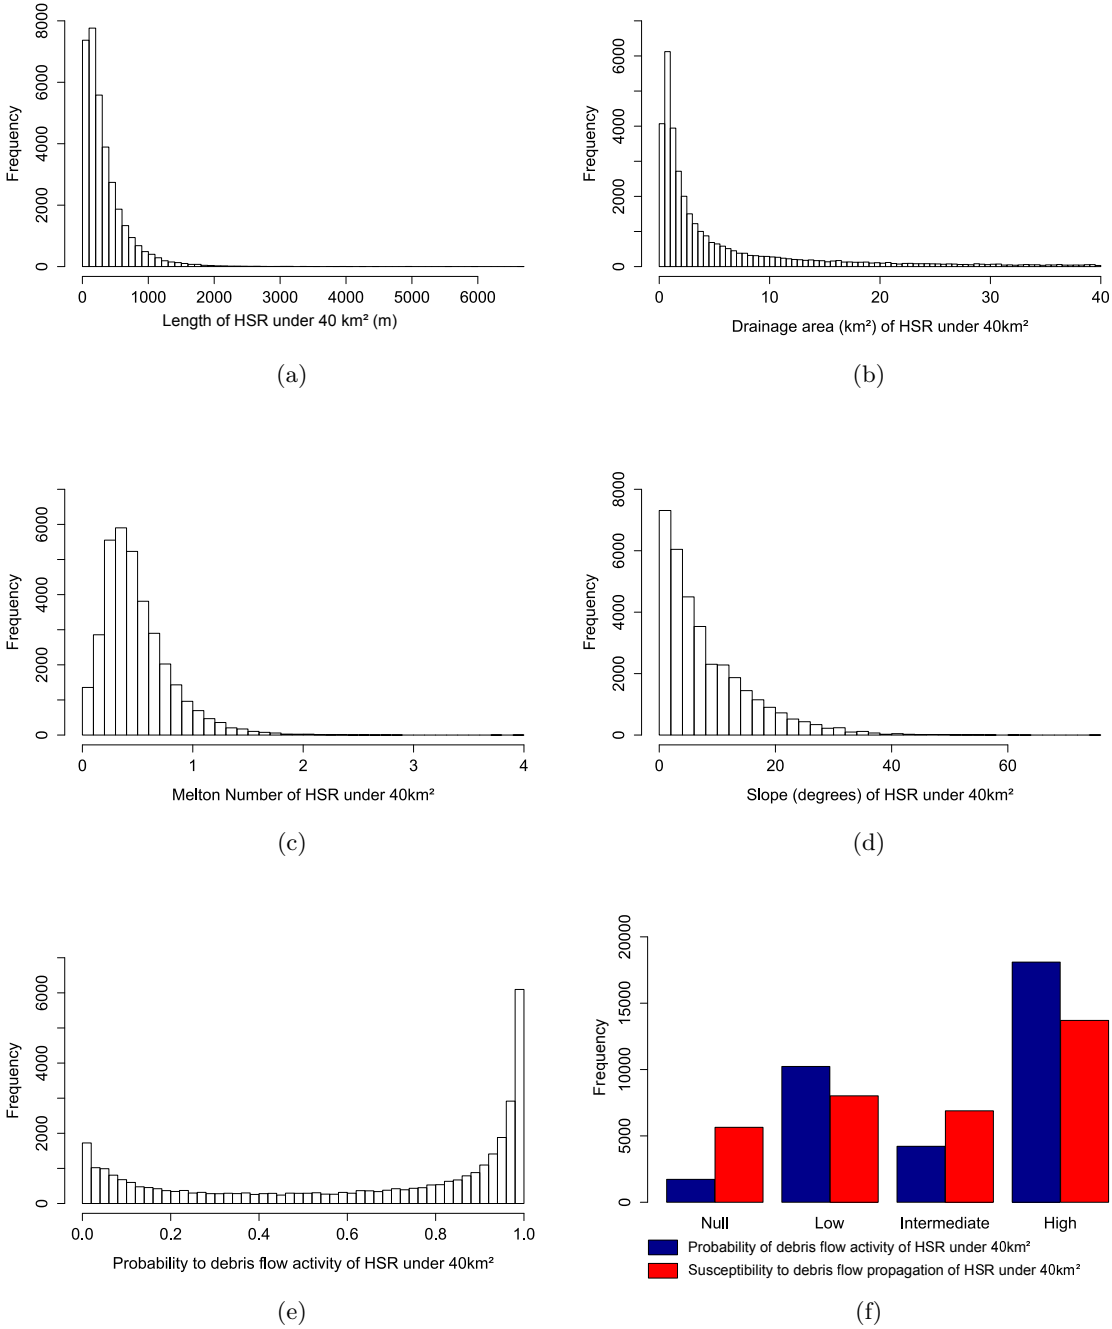 8000
6000
4000
2000
0
Frequency
0 1000 2000 3000 4000 5000 6000
Length of HSR under 40 km² (m)
(a)
6000
4000
2000
0
Frequency
0 10 20 30 40
Drainage area (km²) of HSR under 40km²
(b)
6000
4000
2000
0
Frequency
0 1 2 3 4
Melton Number of HSR under 40km²
(c)
8000
6000
4000
2000
0
Frequency
0 20 40 60
Slope (degrees) of HSR under 40km²
(d)
6000
4000
2000
0
Frequency
0.0 0.2 0.4 0.6 0.8 1.0
Probability to debris flow activity of HSR under 40km²
(e)
20000
15000
10000
5000
0
Frequency
Null Low Intermediate High
Probability of debris flow activity of HSR under 40km²
Susceptibility to debris flow propagation of HSR under 40km²
(f)